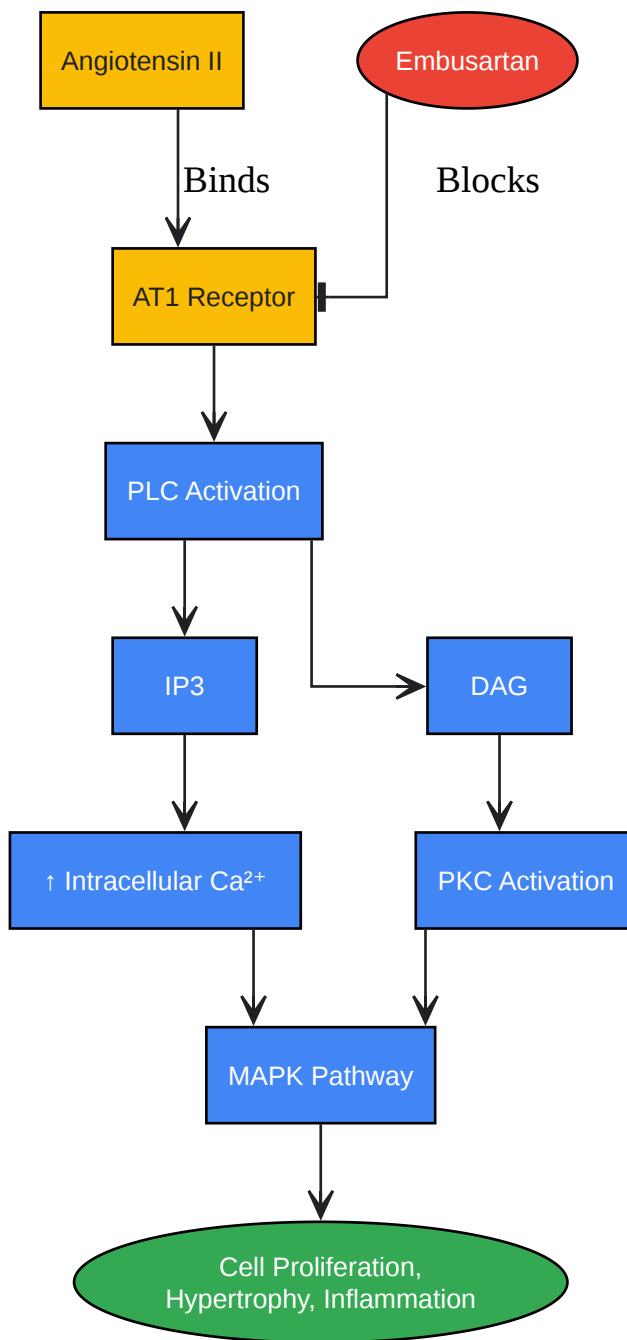 Angiotensin II
Embusartan
Binds
Blocks
AT1 Receptor
PLC Activation
IP3
DAG
↑ Intracellular Ca²⁺
PKC Activation
MAPK Pathway
Cell Proliferation,
Hypertrophy, Inflammation